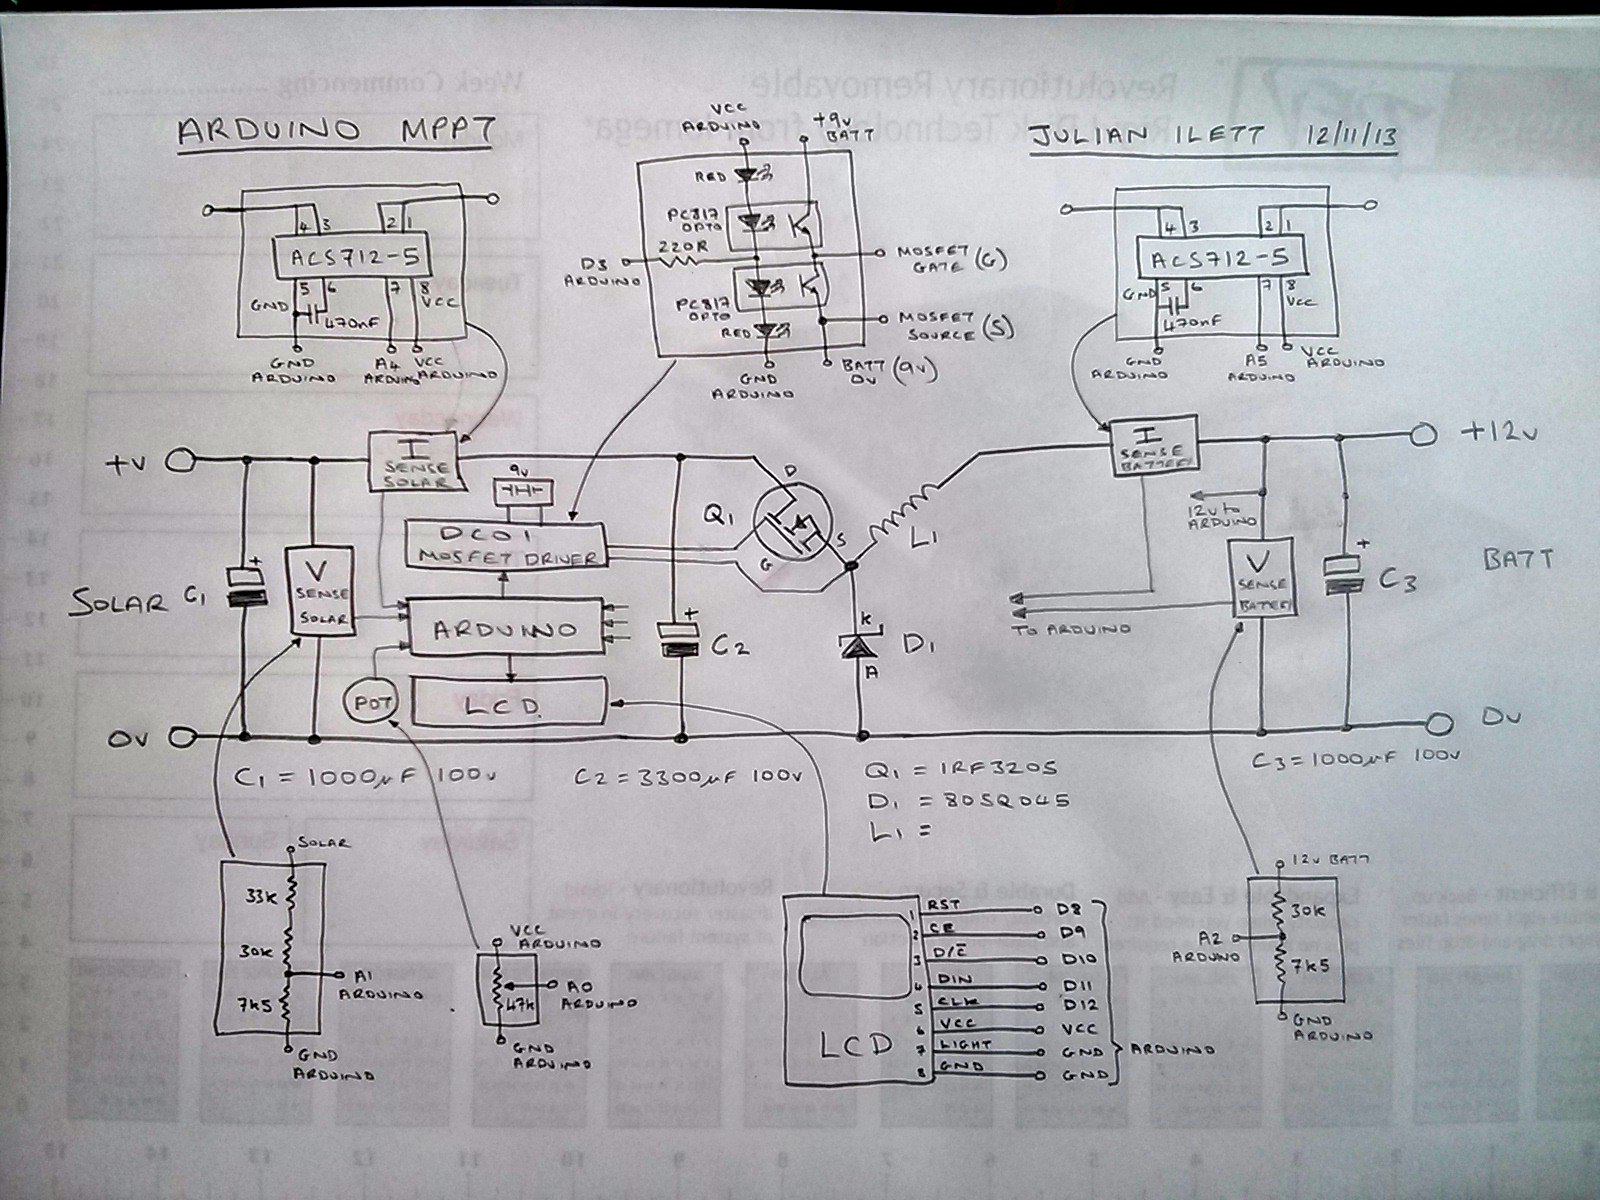 Week Commencing
Revolutionary Removable
ARDUINO MPPT
JULIAN ILETT 12/11/13
VCC
ARDUINO
+9v
BATT
RED
PC817
OPTO
220R
D3
ARDUINO
MOSFET
GATE (G)
PC817
OPTO
RED
MOSFET
SOURCE (S)
BATT (9v)
0v
GND
ARDUINO
4 3 2 1
ACS712-5
5 6 7 8
GND
VCC
470nF
GND
ARDUINO
A4
ARDUINO
VCC
ARDUINO
4 3 2 1
ACS712-5
5 6 7 8
GND
VCC
470nF
GND
ARDUINO
A5
ARDUINO
VCC
ARDUINO
Tuesday
Wednesday
+v
I
SENSE
SOLAR
9v
DC01
MOSFET DRIVER
Q1
D
S
G
L1
I
SENSE
BATTERY
+12v
12v to
ARDUINO
BATT
SOLAR
C1
+
V
SENSE
SOLAR
ARDUINO
+
C2
K
D1
A
TO ARDUINO
V
SENSE
BATTERY
+
C3
POT
LCD
0v
0v
C1 = 1000µF 100v
C2 = 3300µF 100v
Q1 = IRF3205
D1 = 80SQ045
L1 =
C3 = 1000µF 100v
Saturday
Sunday
SOLAR
33k
30k
7k5
A1
ARDUINO
GND
ARDUINO
VCC
ARDUINO
47k
A0
ARDUINO
GND
ARDUINO
LCD
1 RST D8
2 CE D9
3 D/C D10
4 DIN D11
5 CLK D12
6 VCC VCC
7 LIGHT GND
8 GND GND
ARDUINO
12v BATT
30k
A2
ARDUINO
7k5
GND
ARDUINO